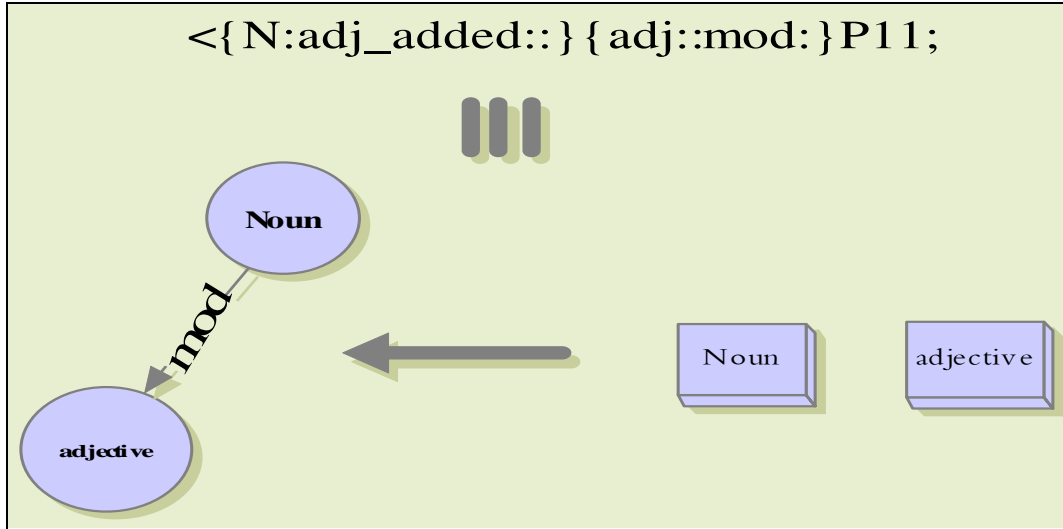 <{N:adj_added::}{adj::mod:}P11;
Noun
mod
adjective
Noun
adjective